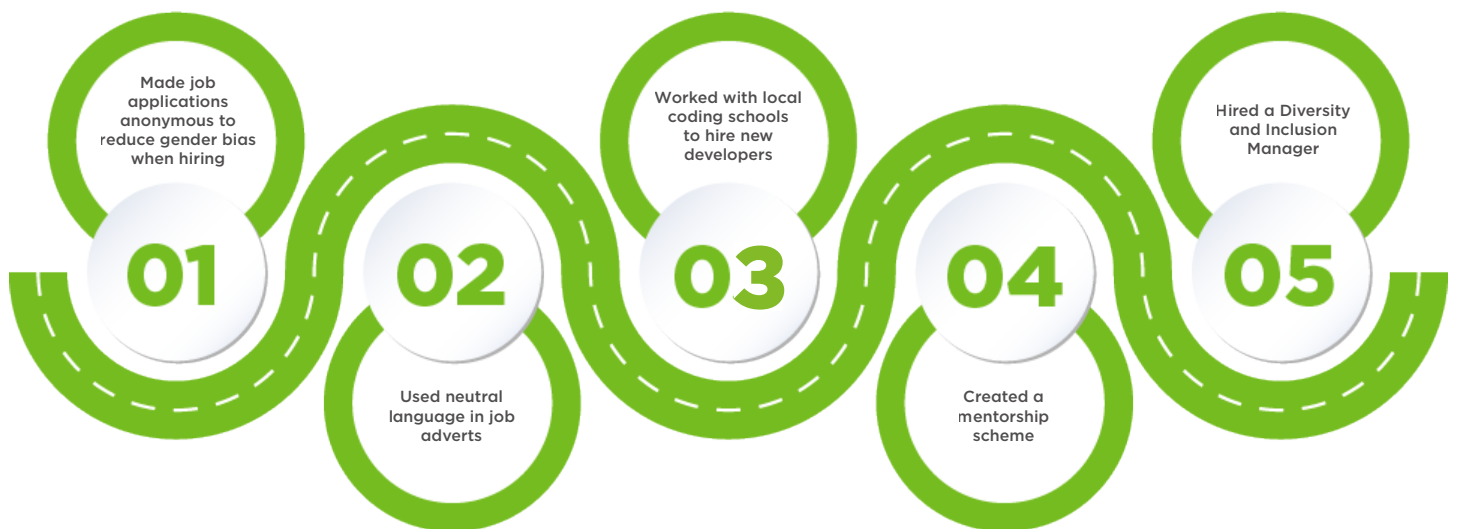 Made job
applications
anonymous to
reduce gender bias
when hiring
01
02
Used neutral
language in job
adverts
Worked with local
coding schools
to hire new
developers
03
04
Created a
mentorship
scheme
Hired a Diversity
and Inclusion
Manager
05